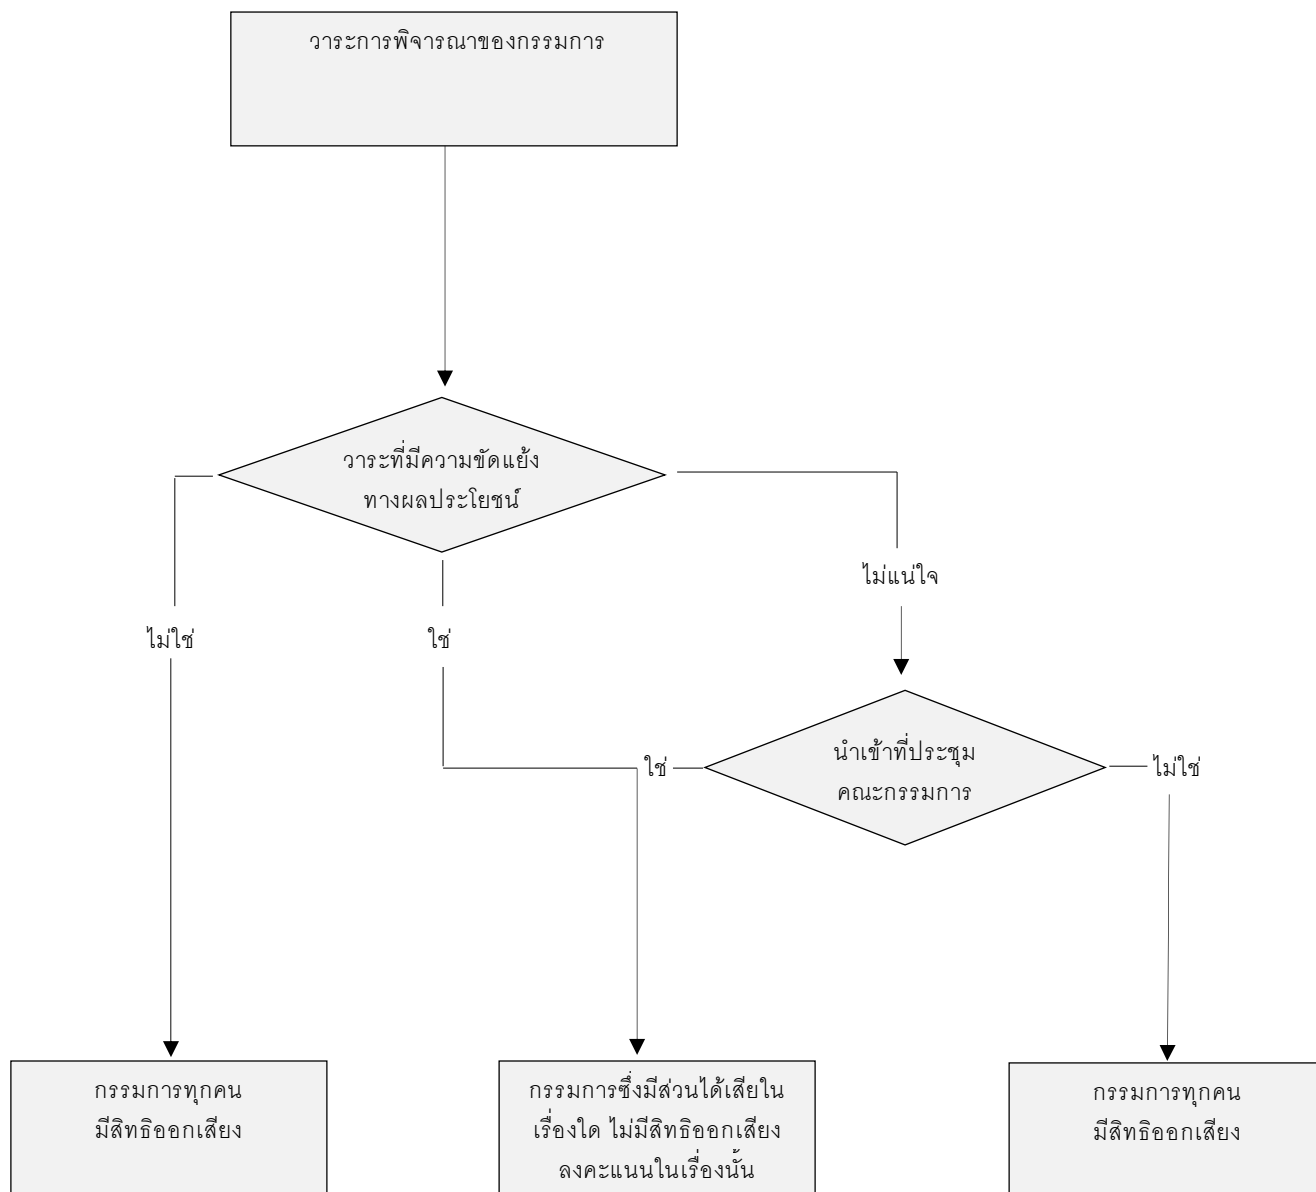 วาระการพิจารณาของกรรมการ
วาระที่มีความขัดแย้ง
ทางผลประโยชน์
ไม่แน่ใจ
ไม่ใช่
ใช่
นำเข้าที่ประชุม
คณะกรรมการ
ใช่
ไม่ใช่
กรรมการทุกคน
มีสิทธิออกเสียง
กรรมการซึ่งมีส่วนได้เสียใน
เรื่องใด ไม่มีสิทธิออกเสียง
ลงคะแนนในเรื่องนั้น
กรรมการทุกคน
มีสิทธิออกเสียง